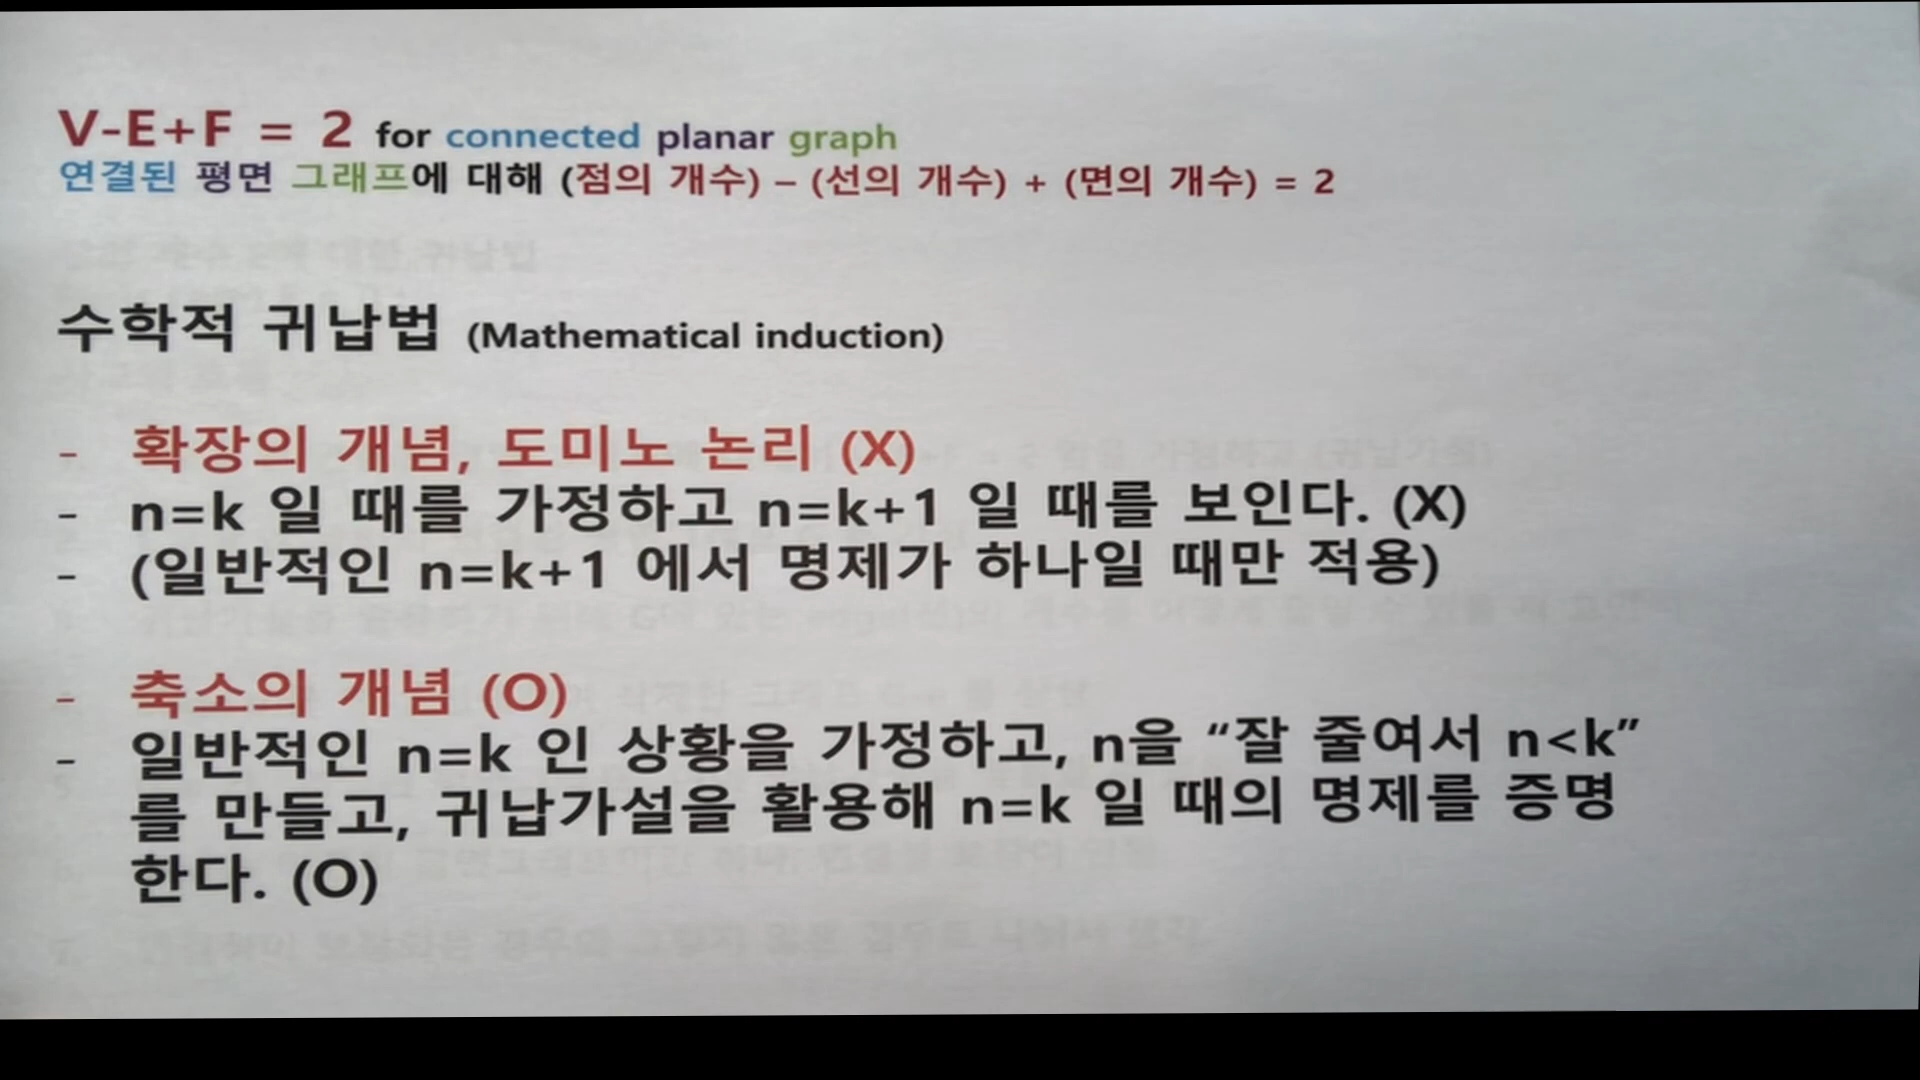 V-E+F = 2 for connected planar graph
연결된 평면 그래프에 대해 (점의 개수) – (선의 개수) + (면의 개수) = 2
수학적 귀납법 (Mathematical induction)
- 확장의 개념, 도미노 논리 (X)
- n=k 일 때를 가정하고 n=k+1 일 때를 보인다. (X)
- (일반적인 n=k+1 에서 명제가 하나일 때만 적용)
- 축소의 개념 (O)
- 일반적인 n=k 인 상황을 가정하고, n을 “잘 줄여서 n<k”
를 만들고, 귀납가설을 활용해 n=k 일 때의 명제를 증명
한다. (O)